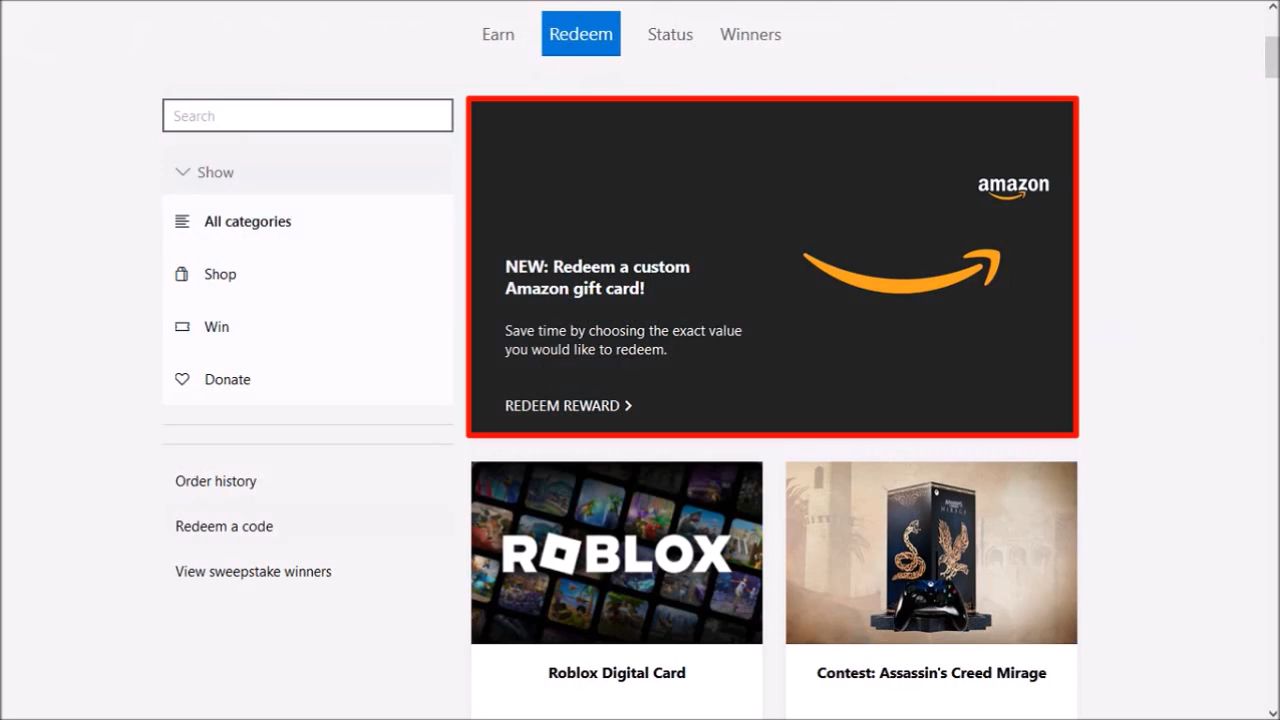 Earn
Redeem
Status
Winners
Search
Show
All categories
Shop
Win
Donate
Order history
Redeem a code
View sweepstake winners
amazon
NEW: Redeem a custom
Amazon gift card!
Save time by choosing the exact value
you would like to redeem.
REDEEM REWARD
ROBLOX
Roblox Digital Card
MIRAGE
Contest: Assassin's Creed Mirage